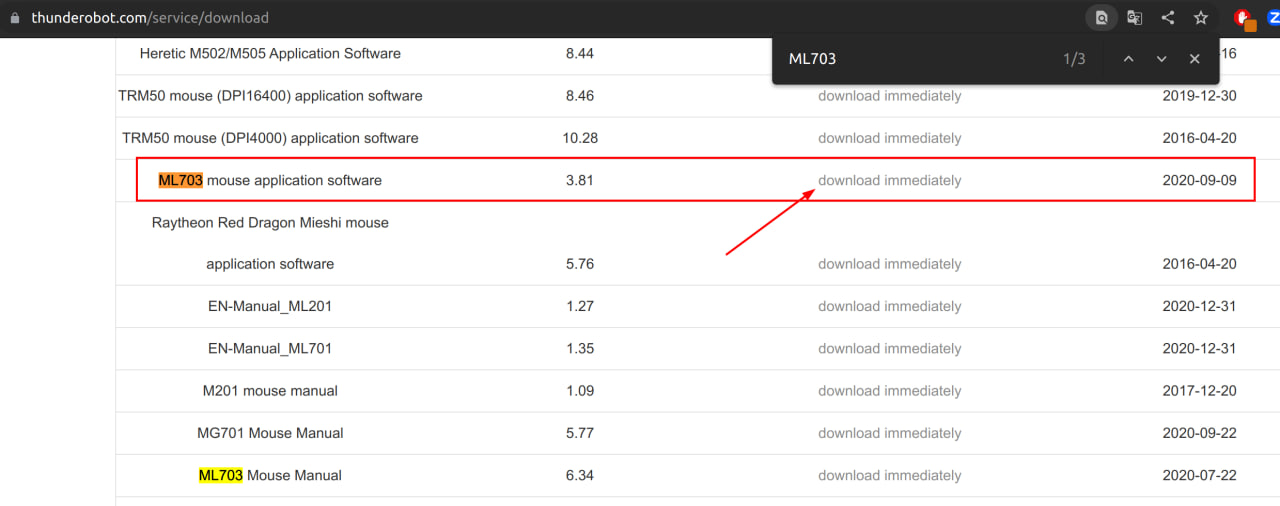 thunderobot.com/service/download
ML703 1/3
Heretic M502/M505 Application Software 8.44 -16
TRM50 mouse (DPI16400) application software 8.46 download immediately 2019-12-30
TRM50 mouse (DPI4000) application software 10.28 download immediately 2016-04-20
ML703 mouse application software 3.81 download immediately 2020-09-09
Raytheon Red Dragon Mieshi mouse
application software 5.76 download immediately 2016-04-20
EN-Manual_ML201 1.27 download immediately 2020-12-31
EN-Manual_ML701 1.35 download immediately 2020-12-31
M201 mouse manual 1.09 download immediately 2017-12-20
MG701 Mouse Manual 5.77 download immediately 2020-09-22
ML703 Mouse Manual 6.34 download immediately 2020-07-22